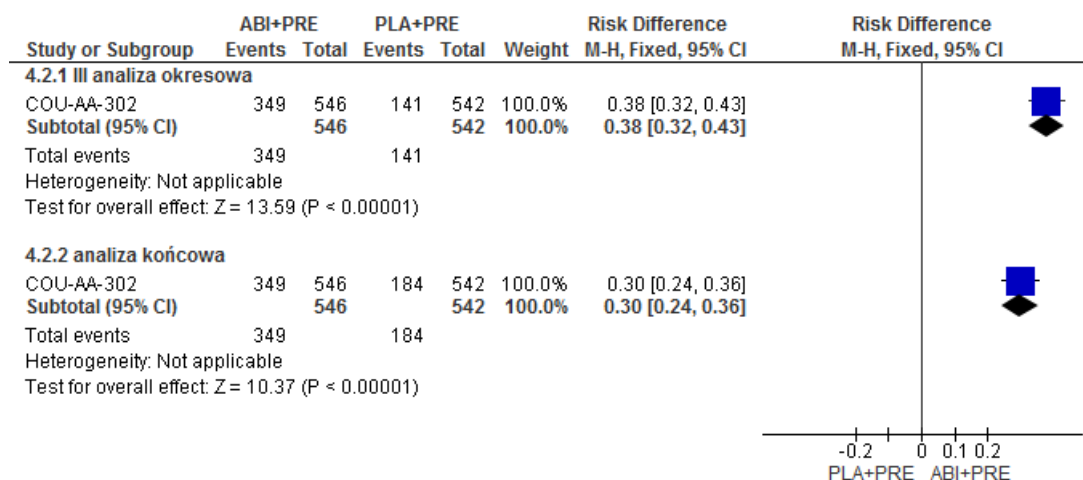 ABI+PRE PLA+PRE Risk Difference Risk Difference
Study or Subgroup Events Total Events Total Weight M-H, Fixed, 95% CI M-H, Fixed, 95% CI
4.2.1 III analiza okresowa
COU-AA-302 349 546 141 542 100.0% 0.38 [0.32, 0.43]
Subtotal (95% CI) 546 542 100.0% 0.38 [0.32, 0.43]
Total events 349 141
Heterogeneity: Not applicable
Test for overall effect: Z = 13.59 (P < 0.00001)
4.2.2 analiza końcowa
COU-AA-302 349 546 184 542 100.0% 0.30 [0.24, 0.36]
Subtotal (95% CI) 546 542 100.0% 0.30 [0.24, 0.36]
Total events 349 184
Heterogeneity: Not applicable
Test for overall effect: Z = 10.37 (P < 0.00001)
-0.2 0 0.1 0.2
PLA+PRE ABI+PRE